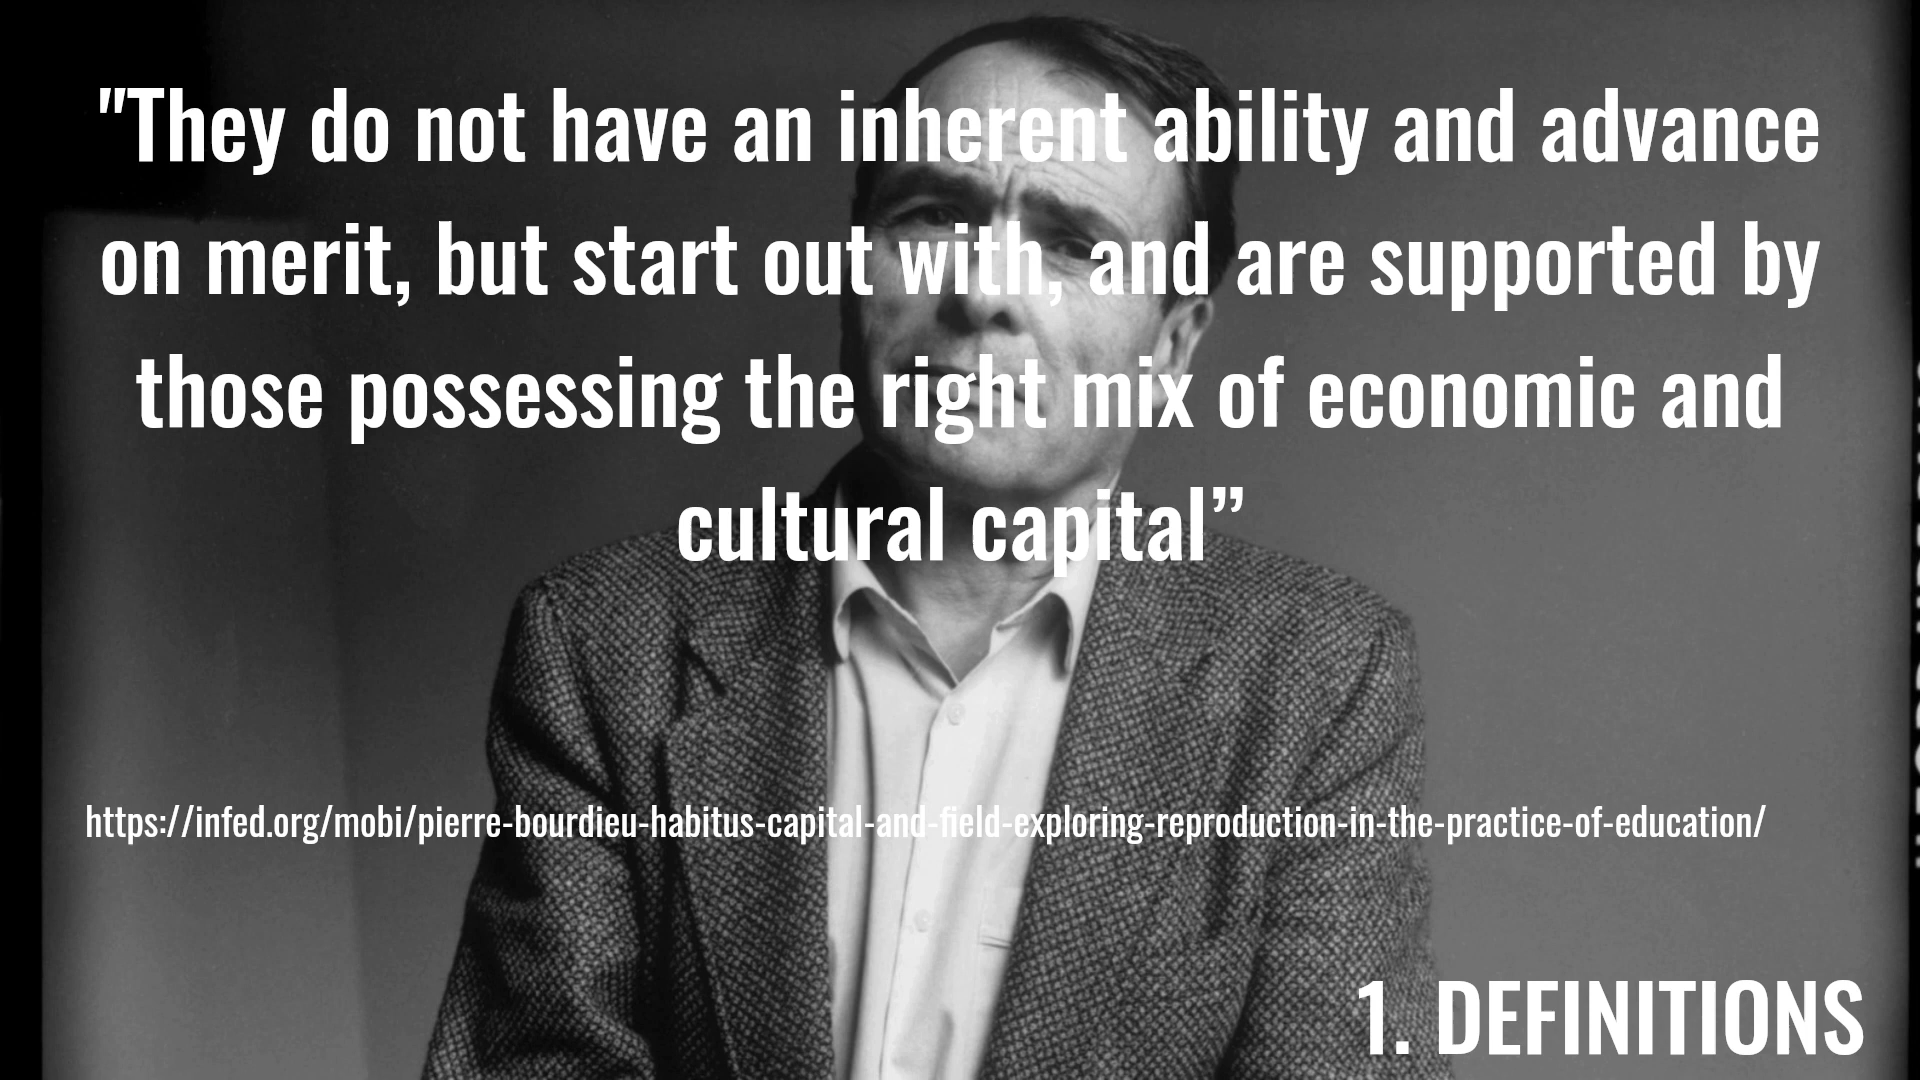 "They do not have an inherent ability and advance
on merit, but start out with, and are supported by
those possessing the right mix of economic and
cultural capital”
https://infed.org/mobi/pierre-bourdieu-habitus-capital-and-field-exploring-reproduction-in-the-practice-of-education/
1. DEFINITIONS